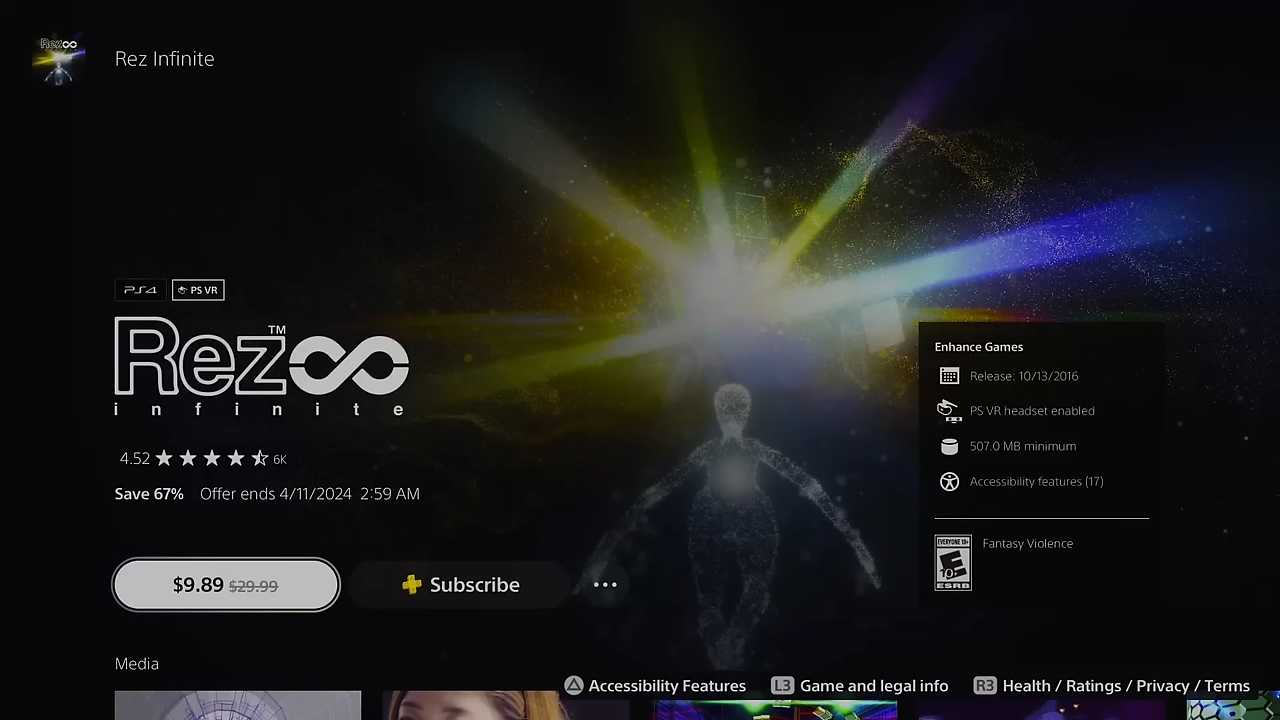 Rezoo
Rez Infinite
PS4
PS VR
Rez™
infinite
4.52
6K
Save 67% Offer ends 4/11/2024 2:59 AM
$9.89 $29.99
Subscribe
...
Enhance Games
Release: 10/13/2016
PS VR headset enabled
507.0 MB minimum
Accessibility features (17)
EVERYONE 10+
E
10+
ESRB
Fantasy Violence
Media
Accessibility Features
L3 Game and legal info
R3 Health / Ratings / Privacy / Terms